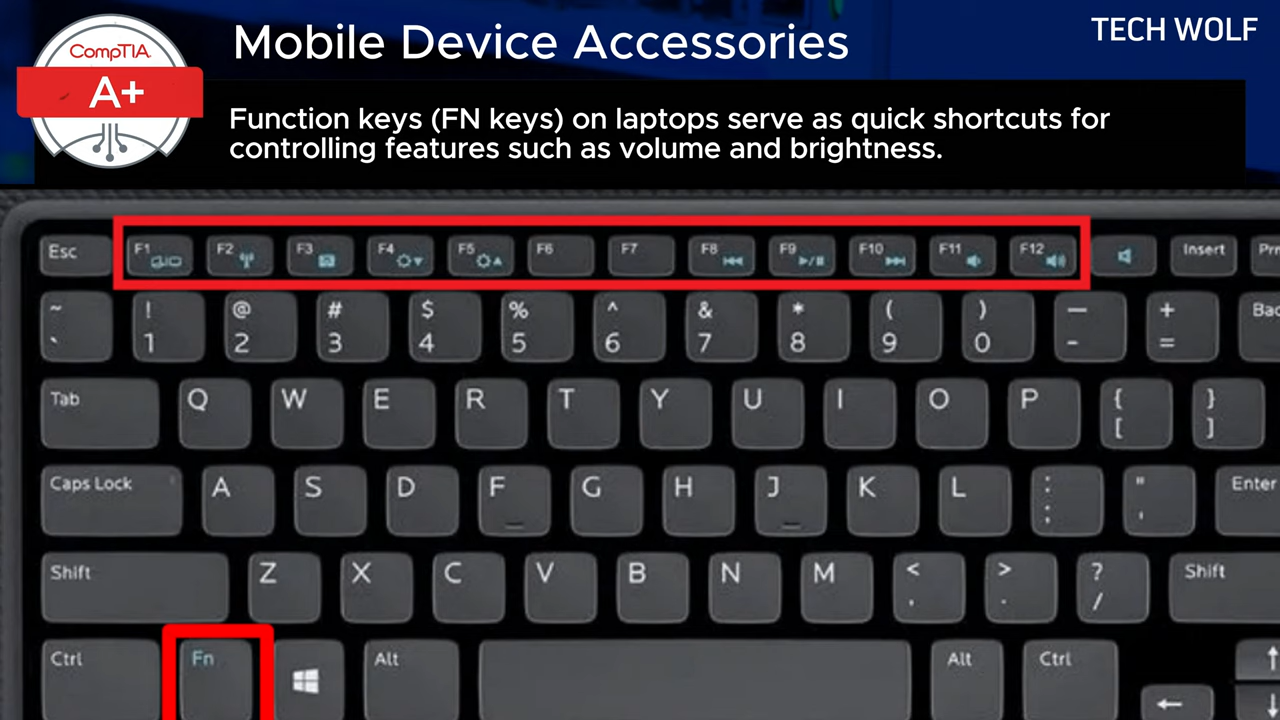 CompTIA.
A+
Mobile Device Accessories
TECH WOLF
Function keys (FN keys) on laptops serve as quick shortcuts for
controlling features such as volume and brightness.
Esc F1 F2 F3 F4 F5 F6 F7 F8 F9 F10 F11 F12 Insert
~ ! @ # $ % ^ & * ( ) — +
` 1 2 3 4 5 6 7 8 9 0 - =
Tab Q W E R T Y U I O P { }
[ ]
Caps Lock A S D F G H J K L : " Enter
: '
Shift Z X C V B N M < > ? Shift
, . /
Ctrl Fn Alt Alt Ctrl ↑
← ↓